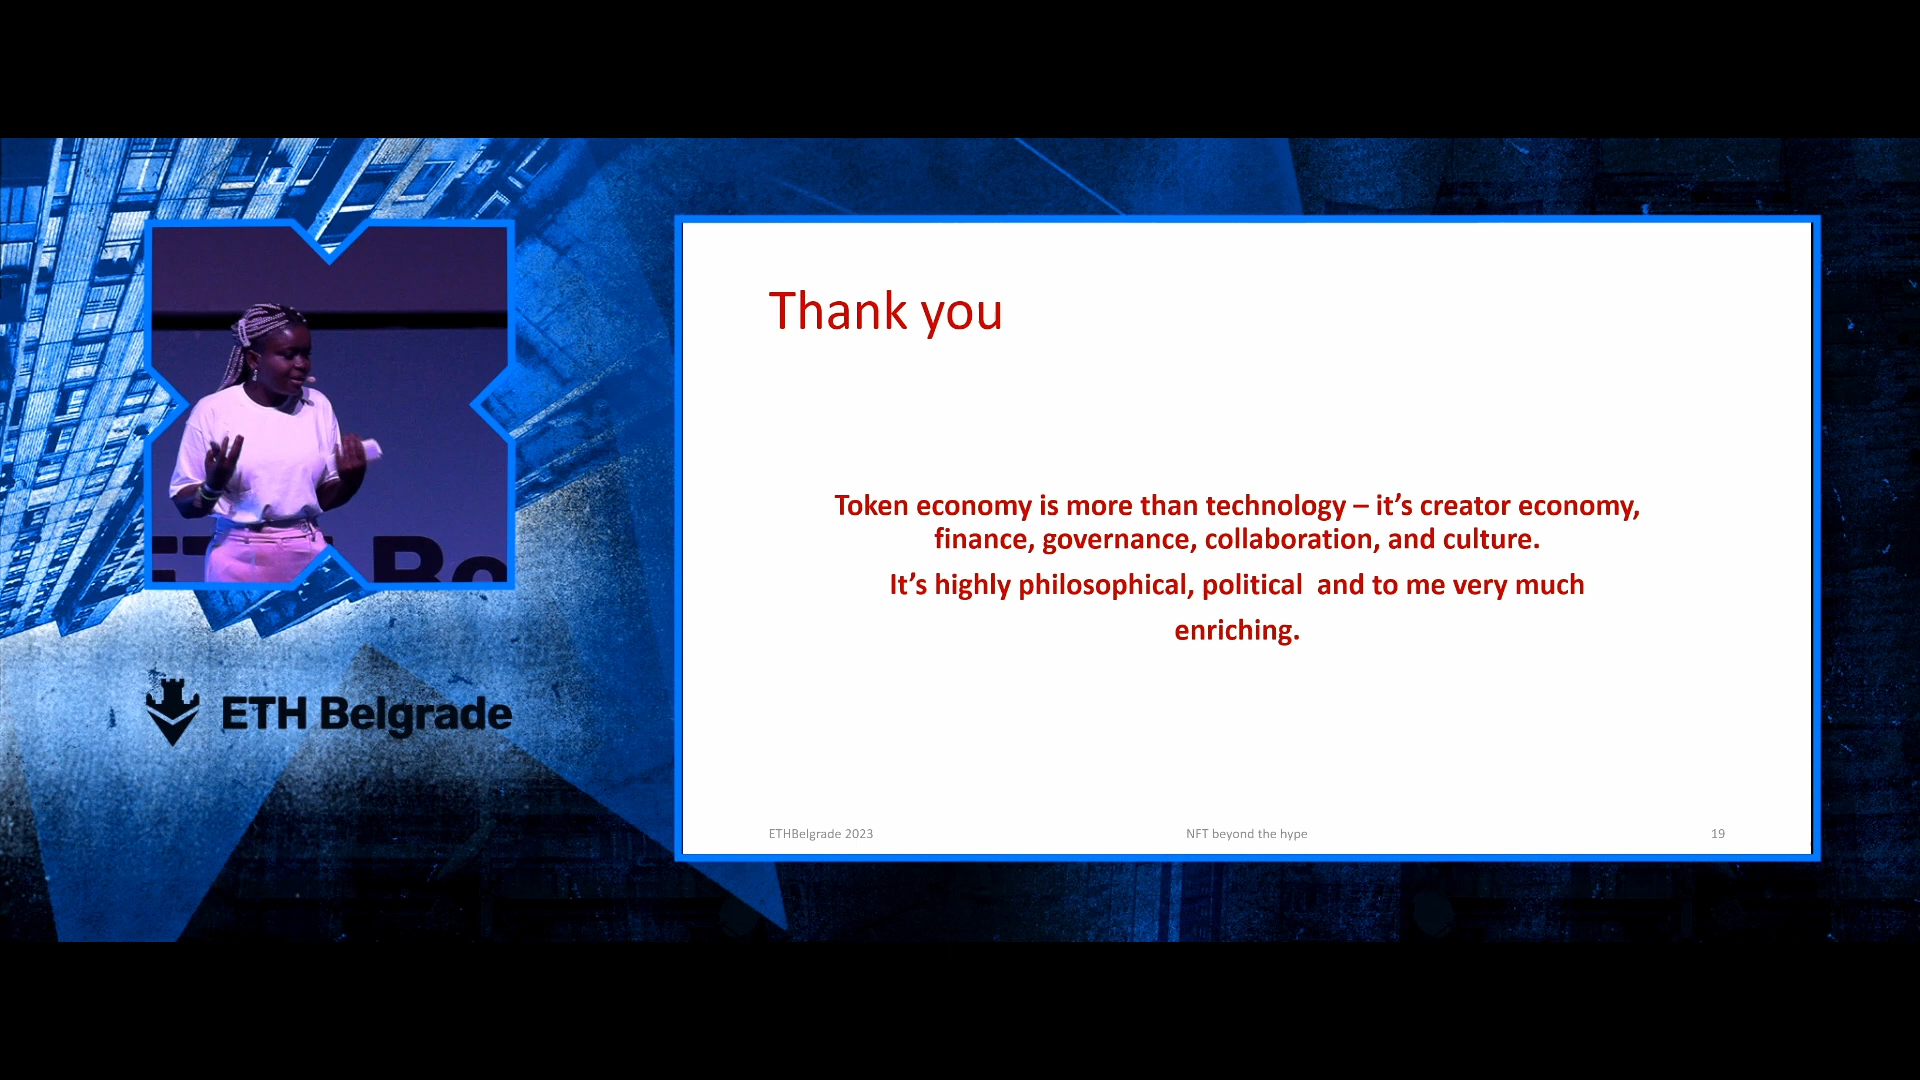 Thank you
Token economy is more than technology – it’s creator economy,
finance, governance, collaboration, and culture.
It’s highly philosophical, political  and to me very much
enriching.
ETHBelgrade 2023
NFT beyond the hype
19
ETH Belgrade